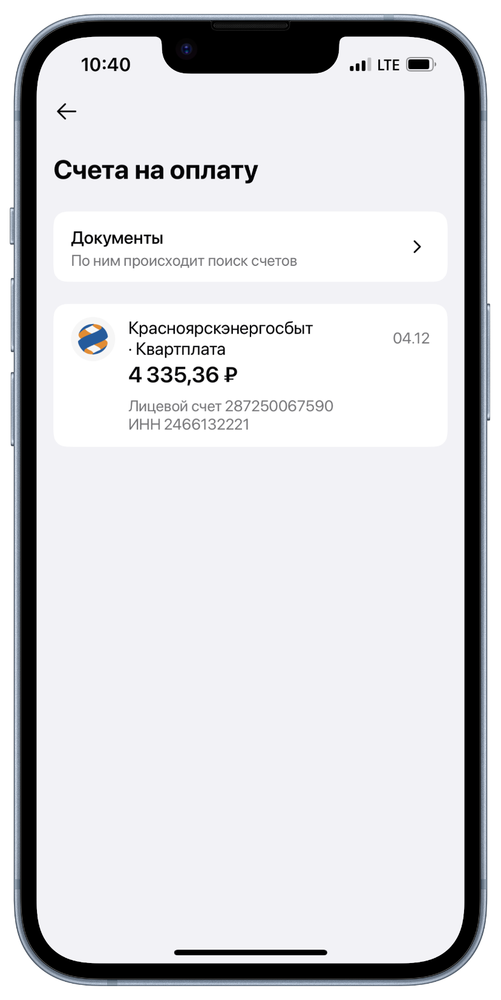 10:40 LTE
Счета на оплату
Документы
По ним происходит поиск счетов
Красноярскэнергосбыт
· Квартплата
04.12
4 335,36 ₽
Лицевой счет 287250067590
ИНН 2466132221